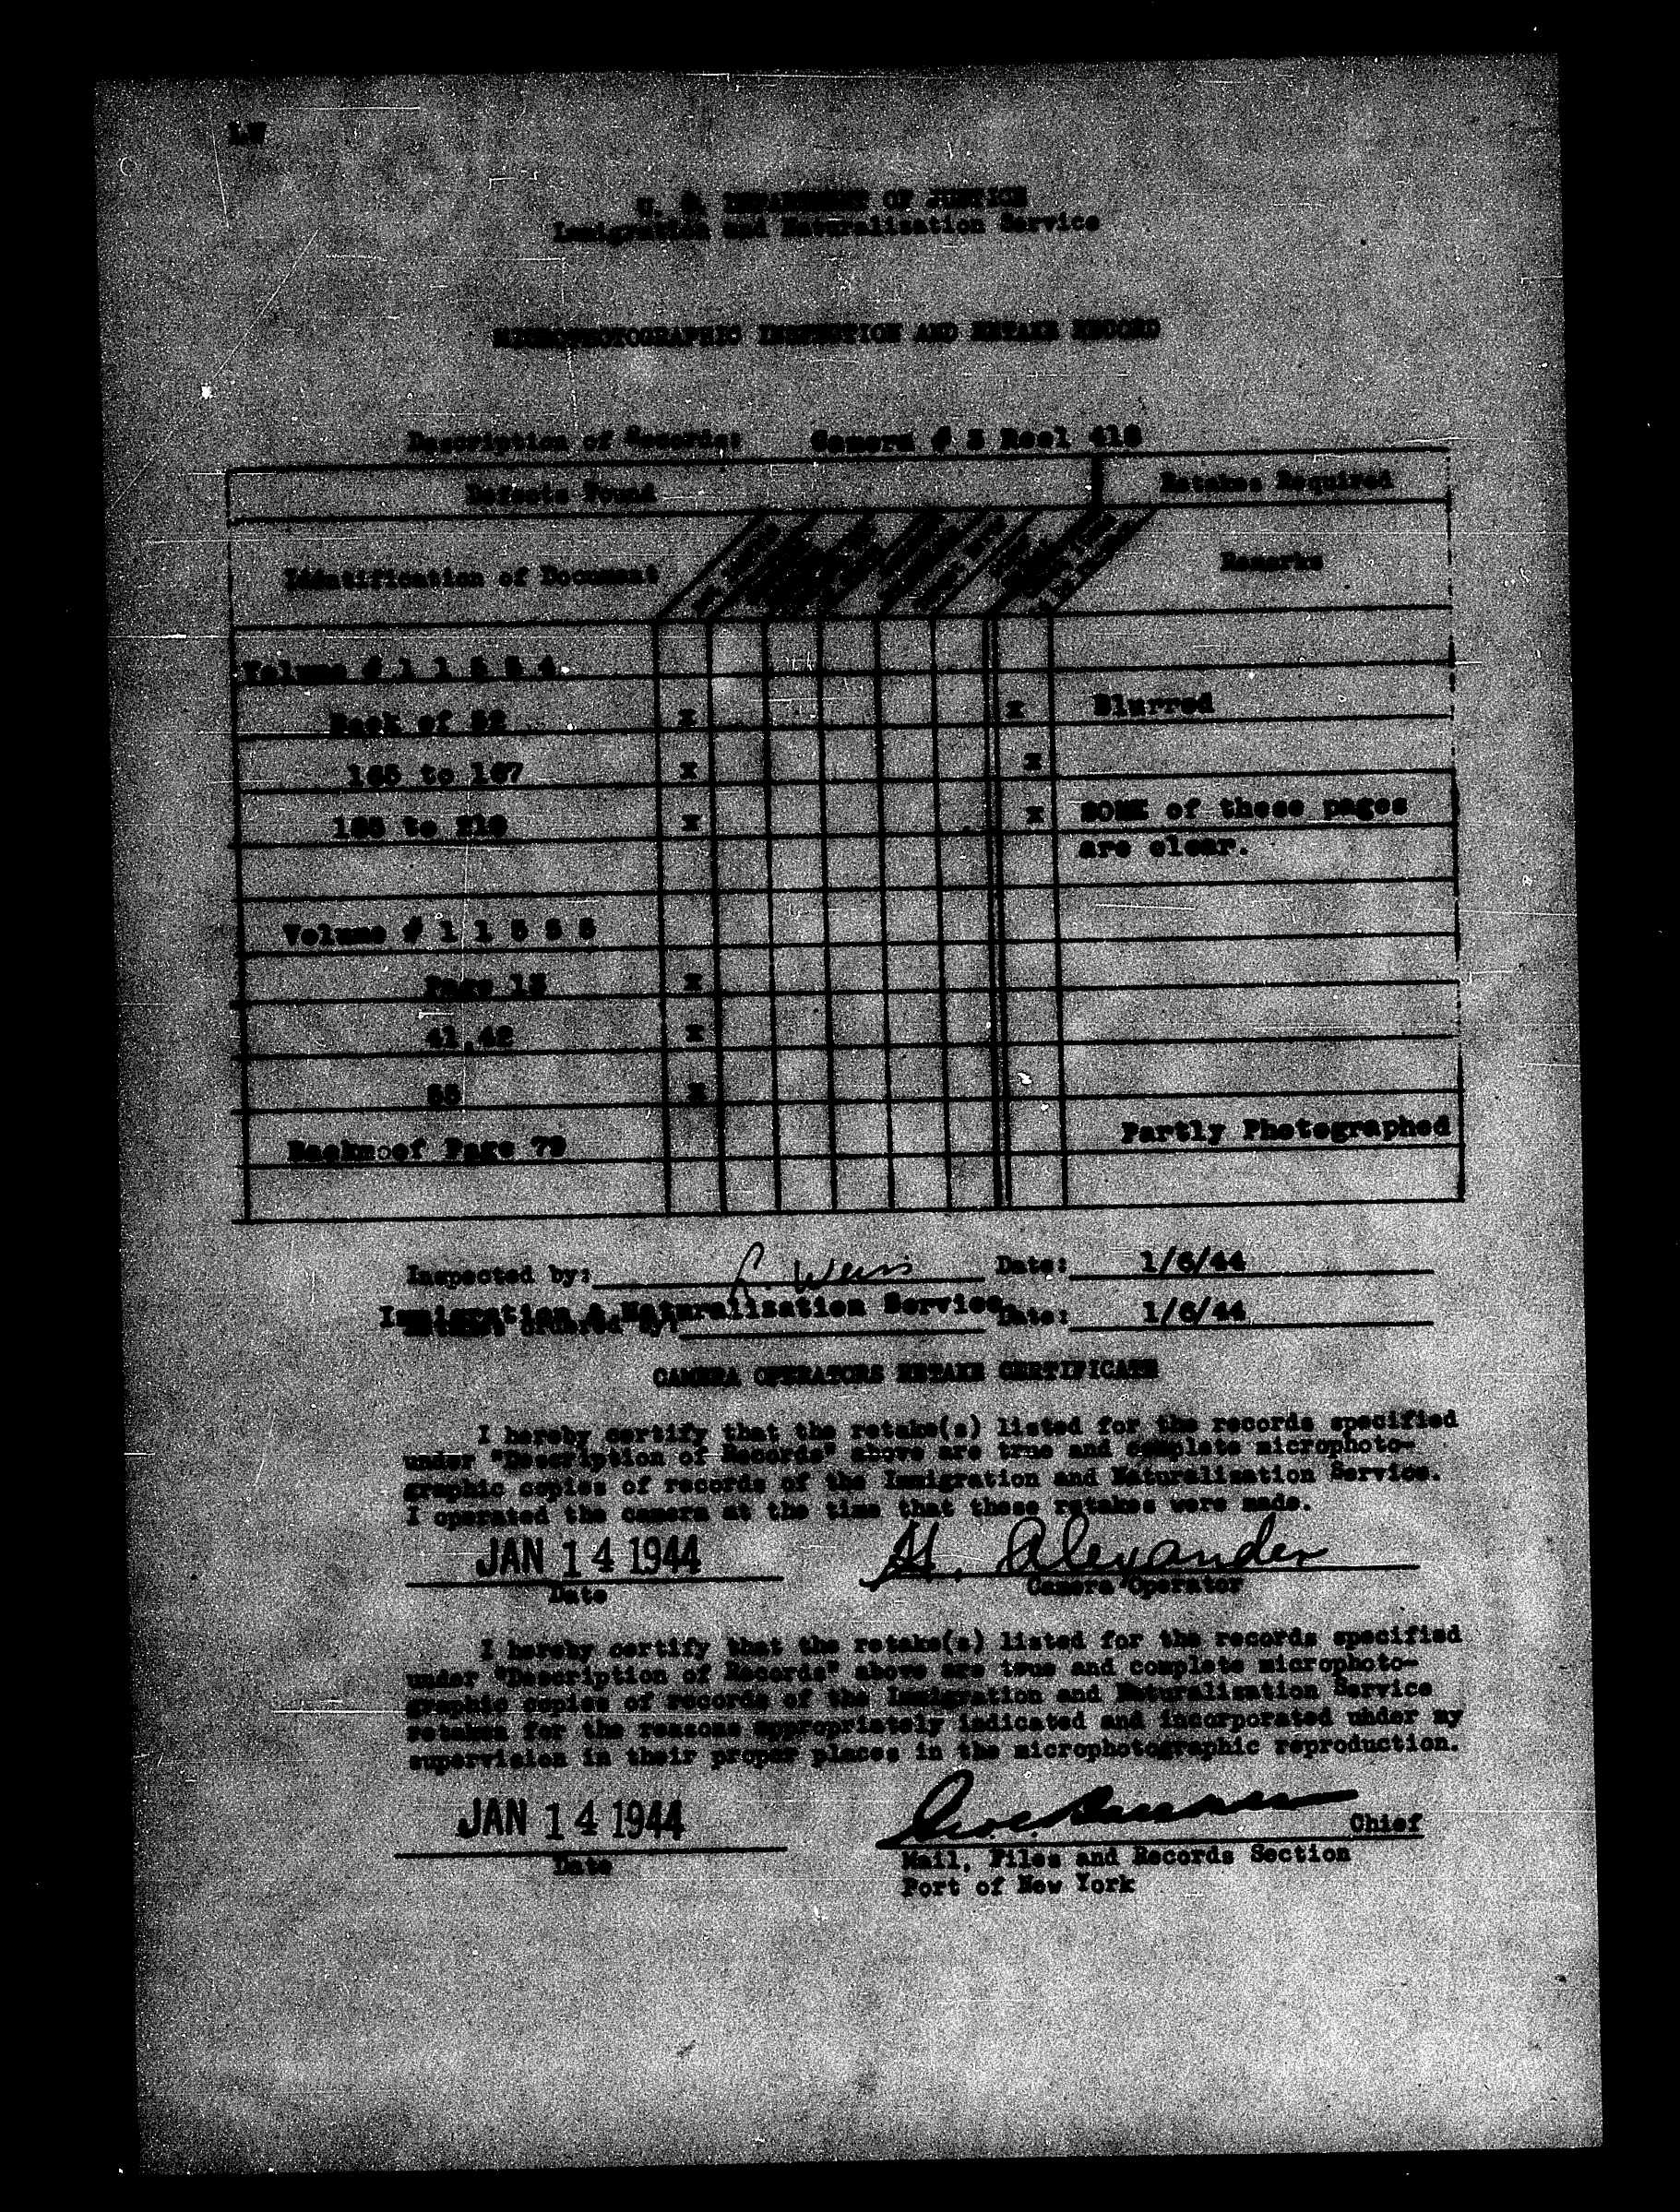 LW
U. S. DEPARTMENT OF JUSTICE
Immigration and Naturalization Service
MICROPHOTOGRAPHIC INSPECTION AND RETAKE RECORD
Description of Records: Camera # 3 Reel 418
Defects Found Retakes Required
Identification of Document Remarks
Volume # 1 1 5 5 4.
Back of 52 x x Blurred
165 to 167 x x
185 to 218 x x SOME of these pages
are clear.
Volume # 1 1 5 5 5
Page 13 x
41,42 x
55 x
of Page 79 Partly Photographed
Inspected by: L. Weiss Date: 1/6/44
Immigration & Naturalization Service Date: 1/6/44
CAMERA OPERATORS RETAKE CERTIFICATE
I hereby certify that the retake(s) listed for the records specified
under "Description of Records" above are true and complete microphoto-
graphic copies of records of the Immigration and Naturalization Service.
I operated the camera at the time that these retakes were made.
JAN 14 1944 H. Alexander
Date Camera Operator
I hereby certify that the retake(s) listed for the records specified
under "Description of Records" above are true and complete microphoto-
graphic copies of records of the Immigration and Naturalization Service
retaken for the reasons appropriately indicated and incorporated under my
supervision in their proper places in the microphotographic reproduction.
JAN 14 1944 Chief
Date Mail, Files and Records Section
Port of New York